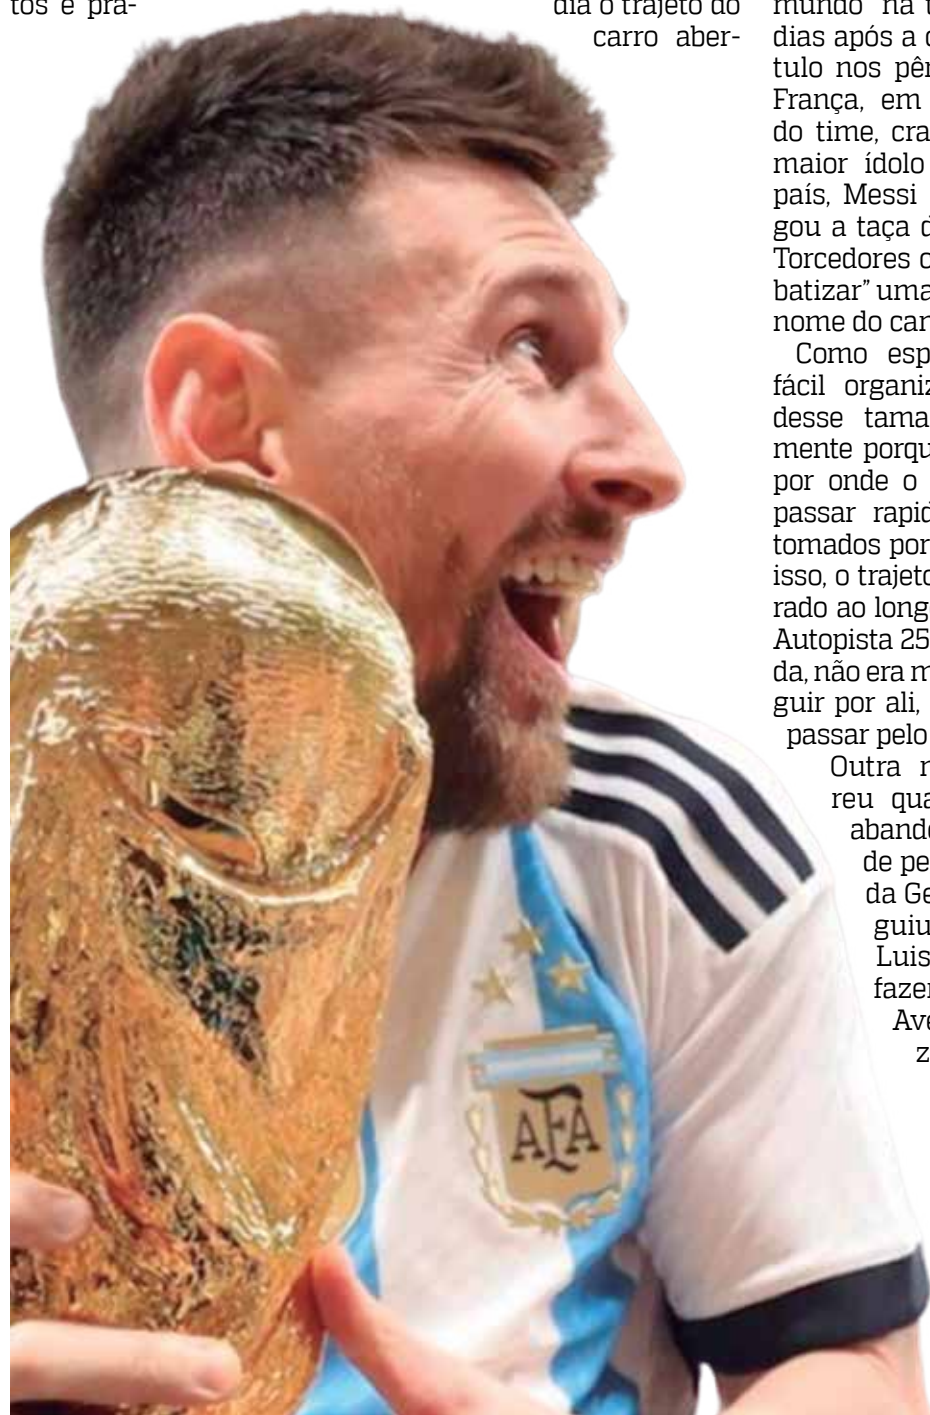 tos e prá-
dia o trajeto do
carro aber-
mundo na
dias após a
tulo nos pên
França, em
do time, cra
maior ídolo
país, Messi
gou a taça d
Torcedores
batizar" uma
nome do car
Como esp
fácil organiz
desse tama
mente porqu
por onde o
passar rapid
tomados por
isso, o trajeto
rado ao long
Autopista 25
da, não era m
guir por ali,
passar pelo
Outra
reu qua
aband
de pe
da Ge
guiu
Luis
fazer
Ave
z
AFA